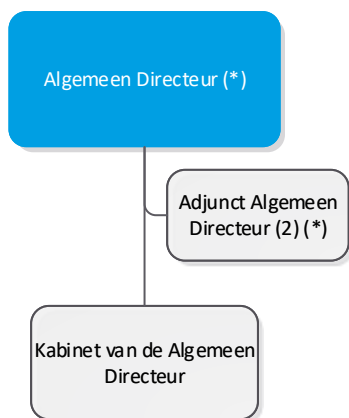 Algemeen Directeur (*)
Adjunct Algemeen
Directeur (2) (*)
Kabinet van de Algemeen
Directeur